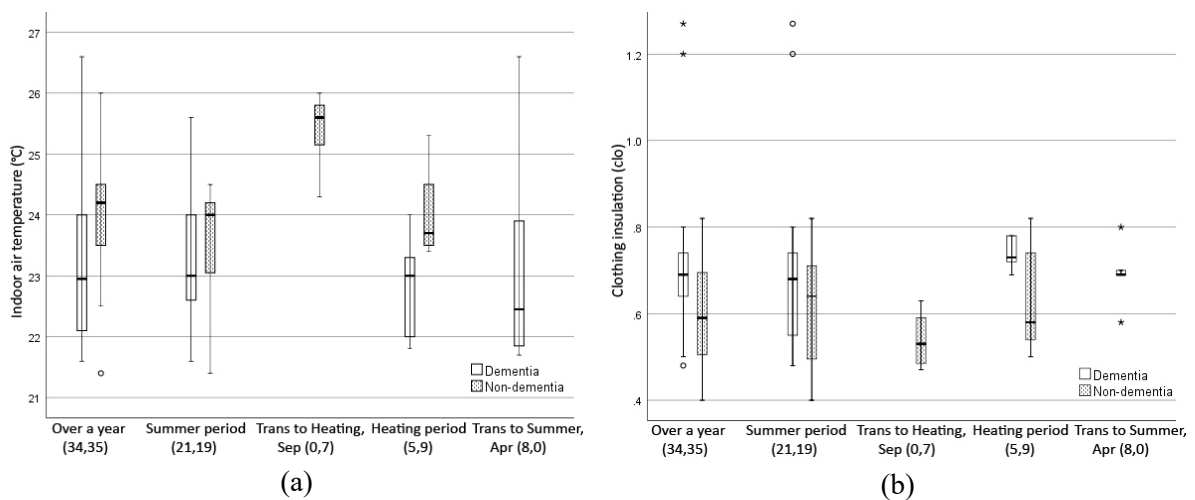 27
26
25
24
23
22
21
Indoor air temperature (°C)
Dementia
Non-dementia
Over a year
(34,35)
Summer period
(21,19)
Trans to Heating,
Sep (0,7)
Heating period
(5,9)
Trans to Summer,
Apr (8,0)
(a)
1.2
1.0
.8
.6
.4
Clothing insulation (clo)
Dementia
Non-dementia
Over a year
(34,35)
Summer period
(21,19)
Trans to Heating,
Sep (0,7)
Heating period
(5,9)
Trans to Summer,
Apr (8,0)
(b)